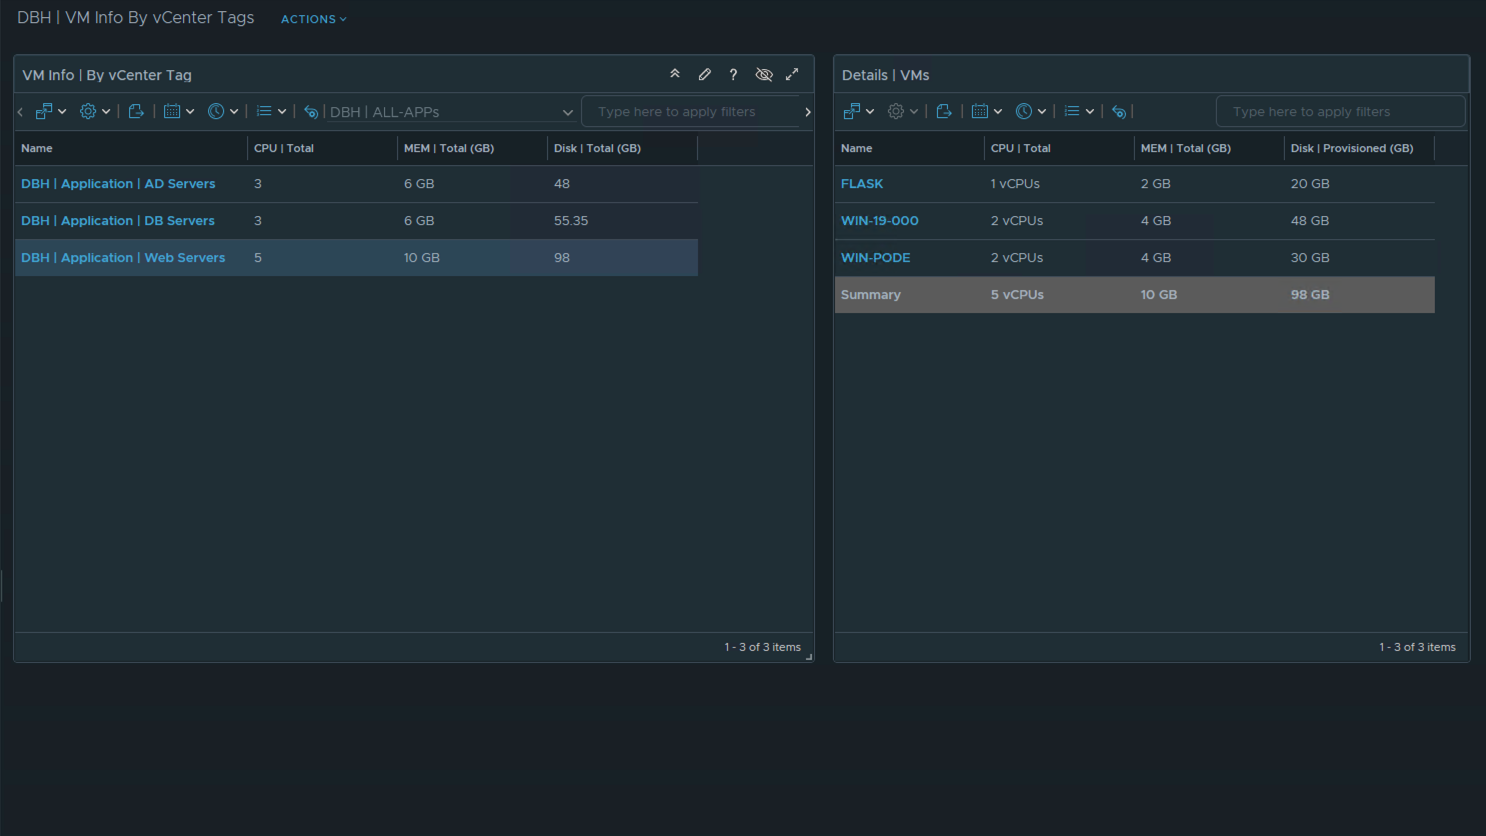 DBH | VM Info By vCenter Tags
ACTIONS
VM Info | By vCenter Tag
?
DBH | ALL-APPs
Type here to apply filters
Name CPU | Total MEM | Total (GB) Disk | Total (GB)
DBH | Application | AD Servers 3 6 GB 48
DBH | Application | DB Servers 3 6 GB 55.35
DBH | Application | Web Servers 5 10 GB 98
1 - 3 of 3 items
Details | VMs
Type here to apply filters
Name CPU | Total MEM | Total (GB) Disk | Provisioned (GB)
FLASK 1 vCPUs 2 GB 20 GB
WIN-19-000 2 vCPUs 4 GB 48 GB
WIN-PODE 2 vCPUs 4 GB 30 GB
Summary 5 vCPUs 10 GB 98 GB
1 - 3 of 3 items